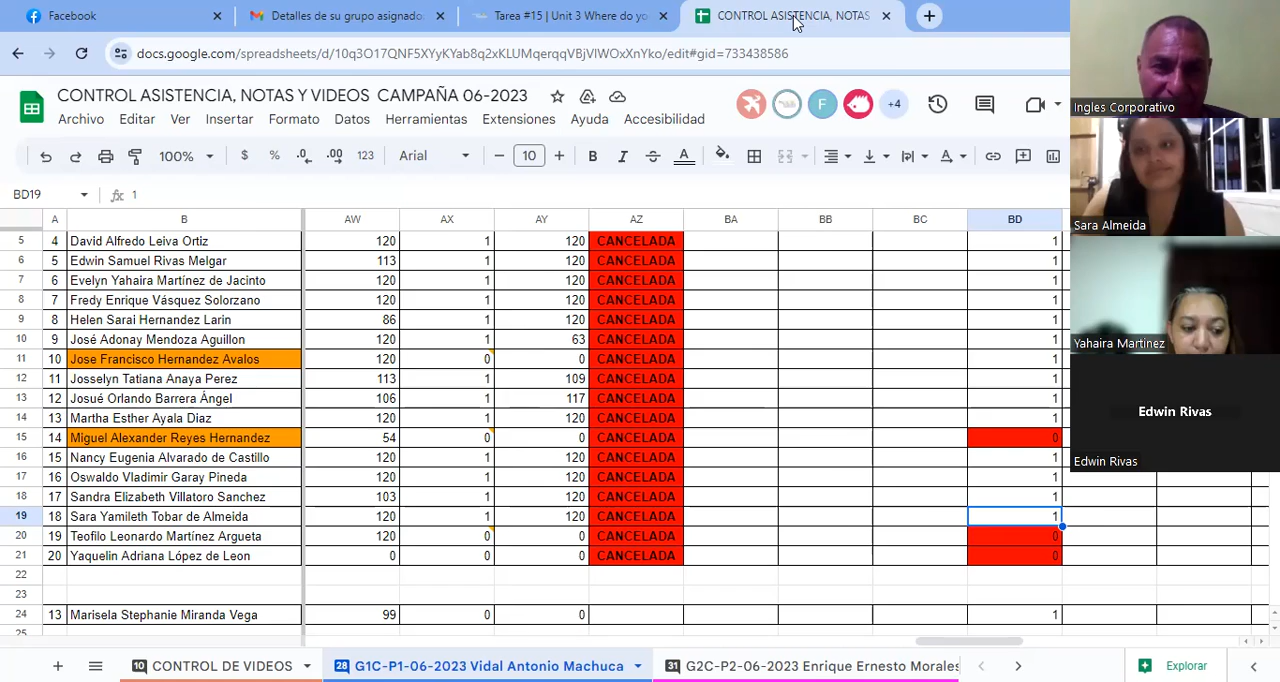 Facebook
Detalles de su grupo asignado:
Tarea #15 | Unit 3 Where do yo
CONTROL ASISTENCIA, NOTAS
docs.google.com/spreadsheets/d/10q3O17QNF5XYyKYab8q2xKLUMqerqqVBjVIWOxXnYko/edit#gid=733438586
CONTROL ASISTENCIA, NOTAS Y VIDEOS CAMPAÑA 06-2023
Archivo Editar Ver Insertar Formato Datos Herramientas Extensiones Ayuda Accesibilidad
F +4
100% $ % .0 .00 123 Arial 10 B I A A
BD19 fx 1
A B AW AX AY AZ BA BB BC BD
5 4 David Alfredo Leiva Ortiz 120 1 120 CANCELADA 1
6 5 Edwin Samuel Rivas Melgar 113 1 120 CANCELADA 1
7 6 Evelyn Yahaira Martínez de Jacinto 120 1 120 CANCELADA 1
8 7 Fredy Enrique Vásquez Solorzano 120 1 120 CANCELADA 1
9 8 Helen Sarai Hernandez Larin 86 1 120 CANCELADA 1
10 9 José Adonay Mendoza Aguillon 120 1 63 CANCELADA 1
11 10 Jose Francisco Hernandez Avalos 120 0 0 CANCELADA 1
12 11 Josselyn Tatiana Anaya Perez 113 1 109 CANCELADA 1
13 12 Josué Orlando Barrera Ángel 106 1 117 CANCELADA 1
14 13 Martha Esther Ayala Diaz 120 1 120 CANCELADA 1
15 14 Miguel Alexander Reyes Hernandez 54 0 0 CANCELADA 0
16 15 Nancy Eugenia Alvarado de Castillo 120 1 120 CANCELADA 1
17 16 Oswaldo Vladimir Garay Pineda 120 1 120 CANCELADA 1
18 17 Sandra Elizabeth Villatoro Sanchez 103 1 120 CANCELADA 1
19 18 Sara Yamileth Tobar de Almeida 120 1 120 CANCELADA 1
20 19 Teofilo Leonardo Martínez Argueta 120 0 0 CANCELADA 0
21 20 Yaquelin Adriana López de Leon 0 0 0 CANCELADA 0
22
23
24 13 Marisela Stephanie Miranda Vega 99 0 0 1
25
10 CONTROL DE VIDEOS
28 G1C-P1-06-2023 Vidal Antonio Machuca
31 G2C-P2-06-2023 Enrique Ernesto Morales
Explorar
Ingles Corporativo
Sara Almeida
Yahaira Martinez
Edwin Rivas
Edwin Rivas